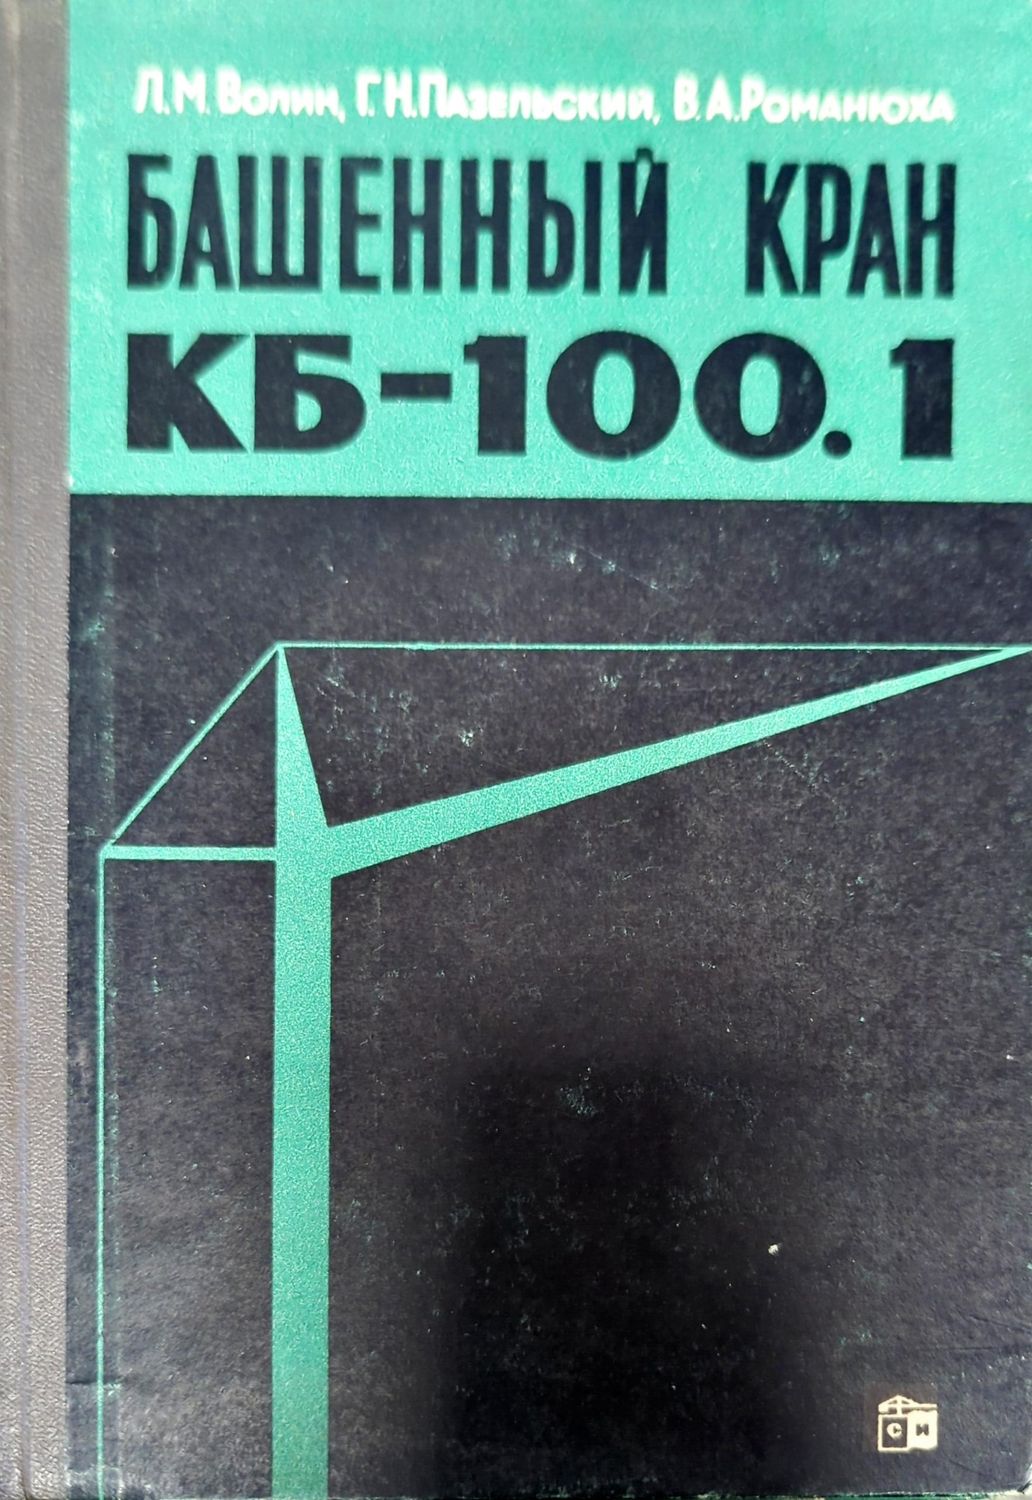 Л. М. Волин, Г. Н. Пазельский, В. А. Романюха
БАШЕННЫЙ КРАН
КБ-100.1
С И